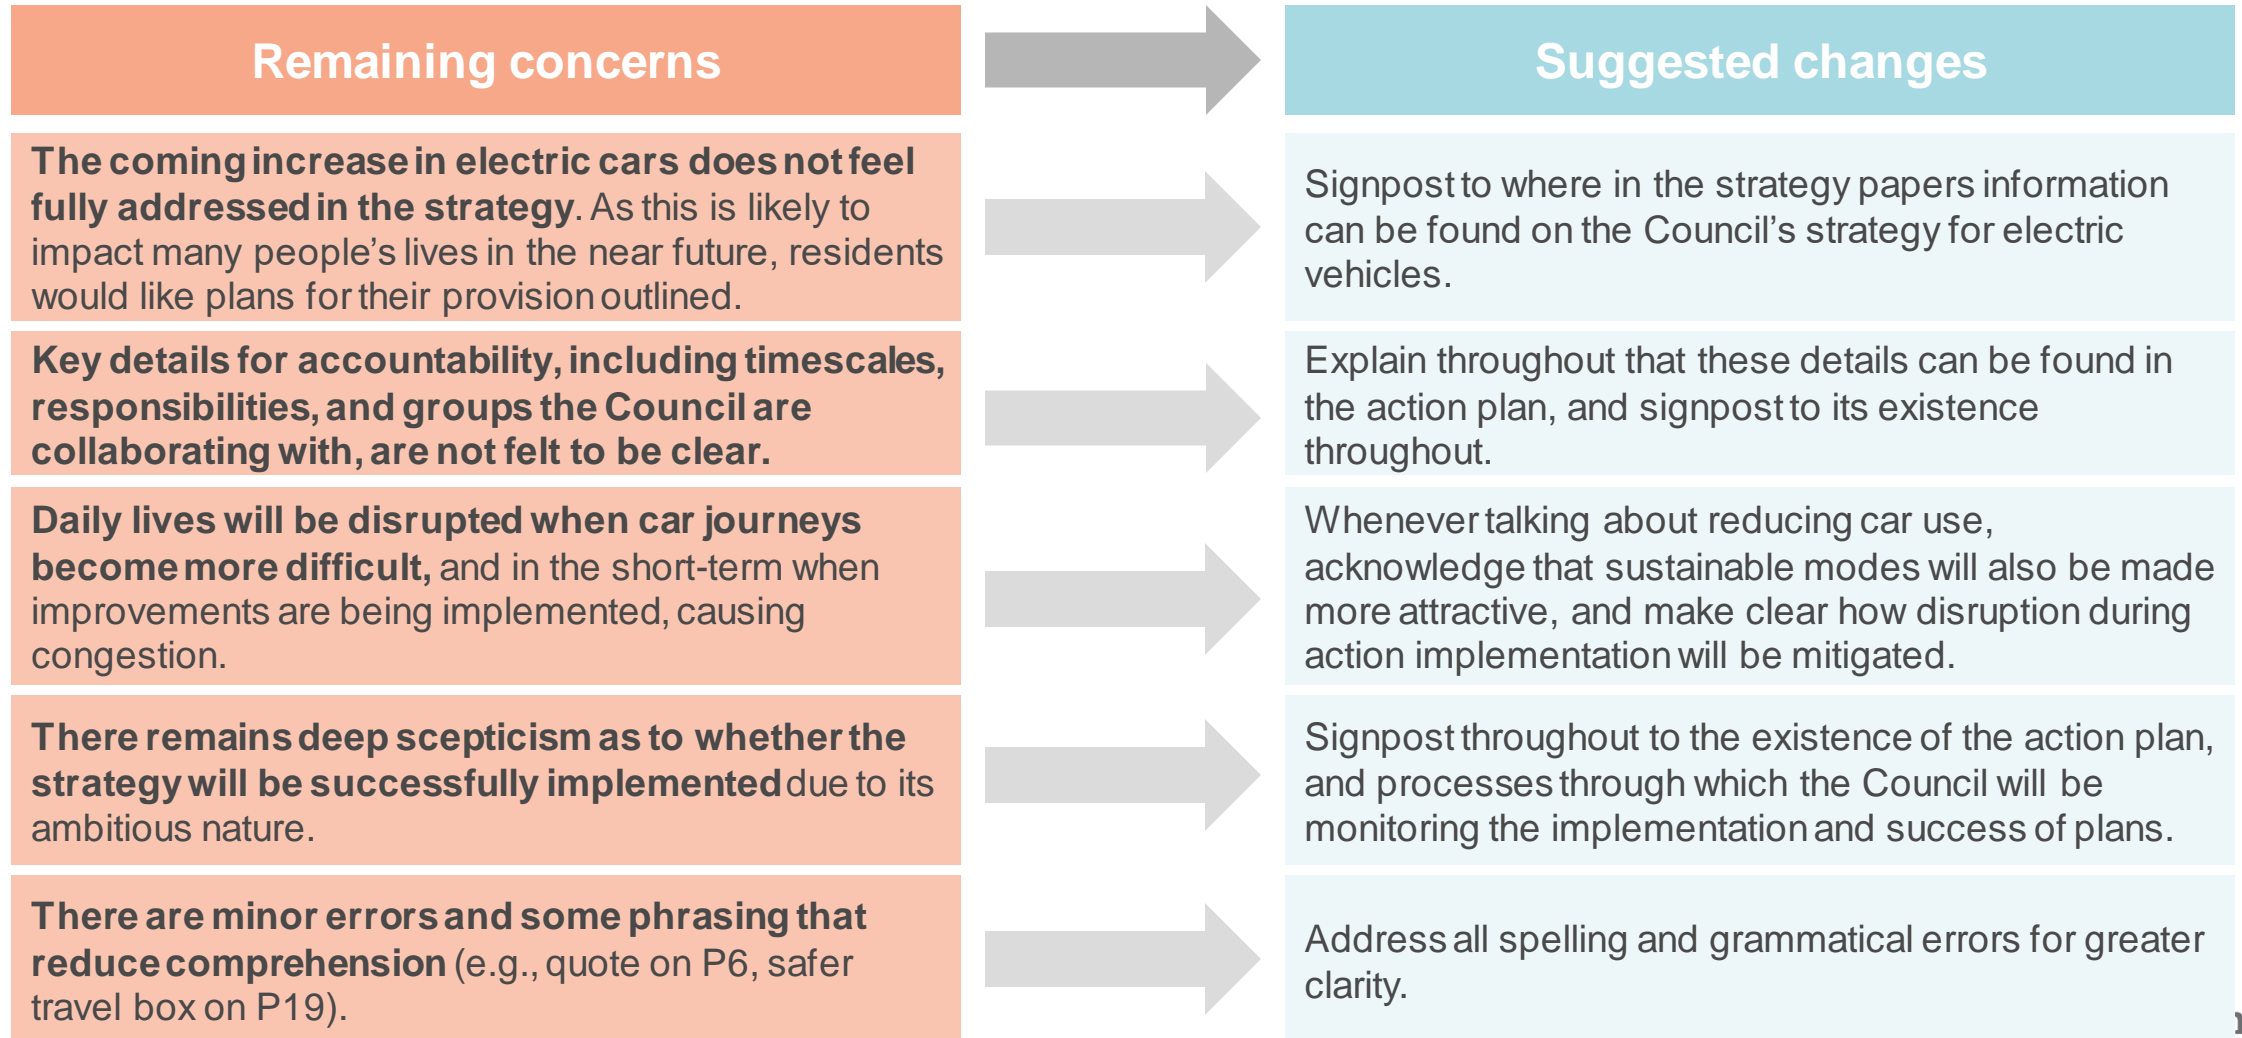 Remaining concerns
Suggested changes
The coming increase in electric cars does not feel
fully addressed in the strategy. As this is likely to
impact many people’s lives in the near future, residents
would like plans for their provision outlined.
Signpost to where in the strategy papers information
can be found on the Council’s strategy for electric
vehicles.
Key details for accountability, including timescales,
responsibilities, and groups the Council are
collaborating with, are not felt to be clear.
Explain throughout that these details can be found in
the action plan, and signpost to its existence
throughout.
Daily lives will be disrupted when car journeys
become more difficult, and in the short-term when
improvements are being implemented, causing
congestion.
Whenever talking about reducing car use,
acknowledge that sustainable modes will also be made
more attractive, and make clear how disruption during
action implementation will be mitigated.
There remains deep scepticism as to whether the
strategy will be successfully implemented due to its
ambitious nature.
Signpost throughout to the existence of the action plan,
and processes through which the Council will be
monitoring the implementation and success of plans.
There are minor errors and some phrasing that
reduce comprehension (e.g., quote on P6, safer
travel box on P19).
Address all spelling and grammatical errors for greater
clarity.